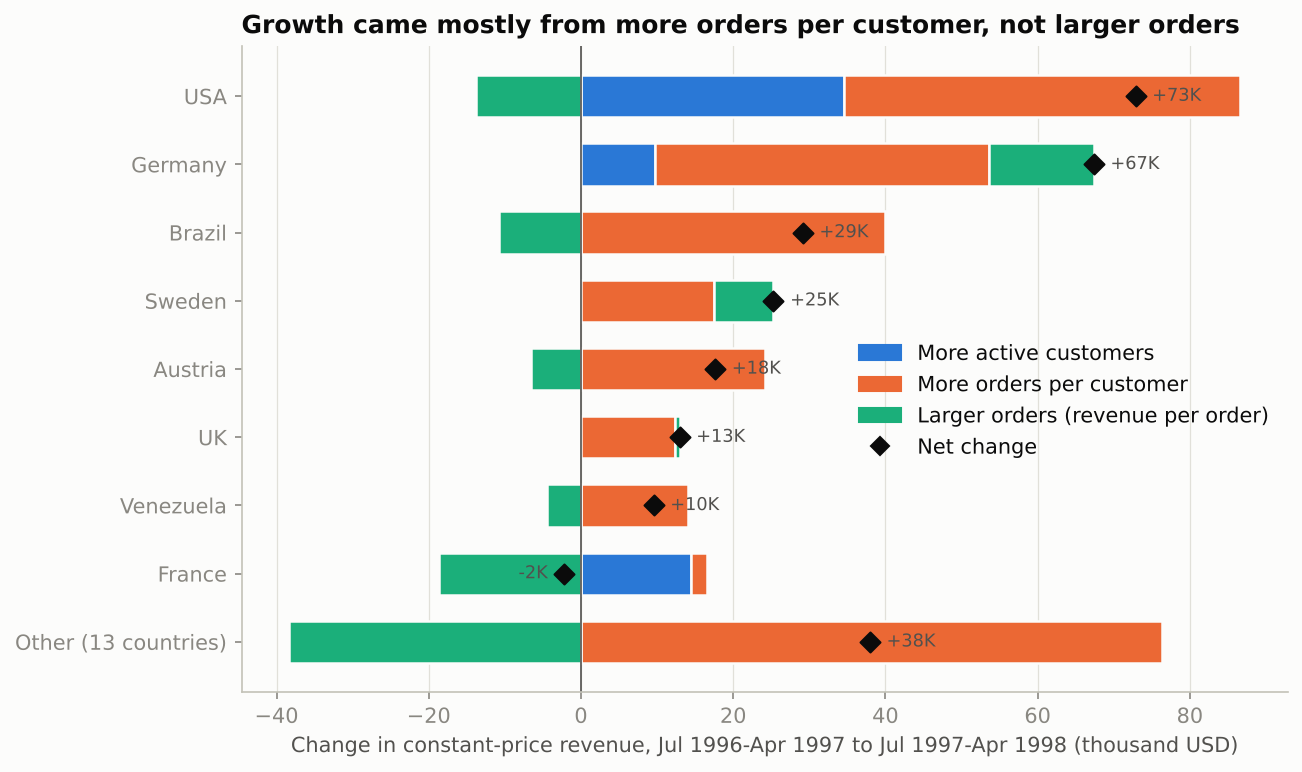 Growth came mostly from more orders per customer, not larger orders
USA
+73K
Germany
+67K
Brazil
+29K
Sweden
+25K
Austria
+18K
UK
+13K
Venezuela
+10K
France
-2K
Other (13 countries)
+38K
More active customers
More orders per customer
Larger orders (revenue per order)
Net change
−40 −20 0 20 40 60 80
Change in constant-price revenue, Jul 1996-Apr 1997 to Jul 1997-Apr 1998 (thousand USD)